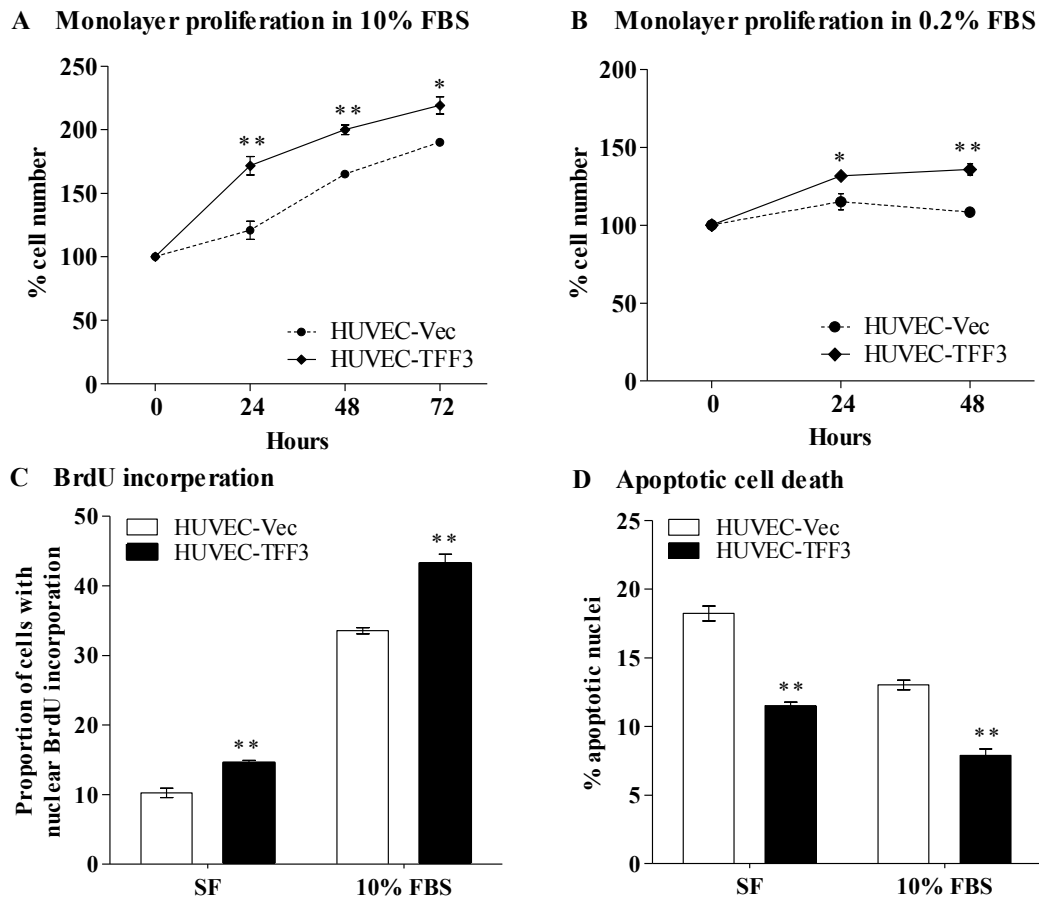 A Monolayer proliferation in 10% FBS
% cell number
250
200
150
100
50
0
**
**
*
HUVEC-Vec
HUVEC-TFF3
0 24 48 72
Hours
B Monolayer proliferation in 0.2% FBS
% cell number
200
150
100
50
0
*
**
HUVEC-Vec
HUVEC-TFF3
0 24 48
Hours
C BrdU incorperation
Proportion of cells with
nuclear BrdU incorporation
50
40
30
20
10
0
HUVEC-Vec
HUVEC-TFF3
**
**
SF 10% FBS
D Apoptotic cell death
% apoptotic nuclei
25
20
15
10
5
0
HUVEC-Vec
HUVEC-TFF3
**
**
SF 10% FBS